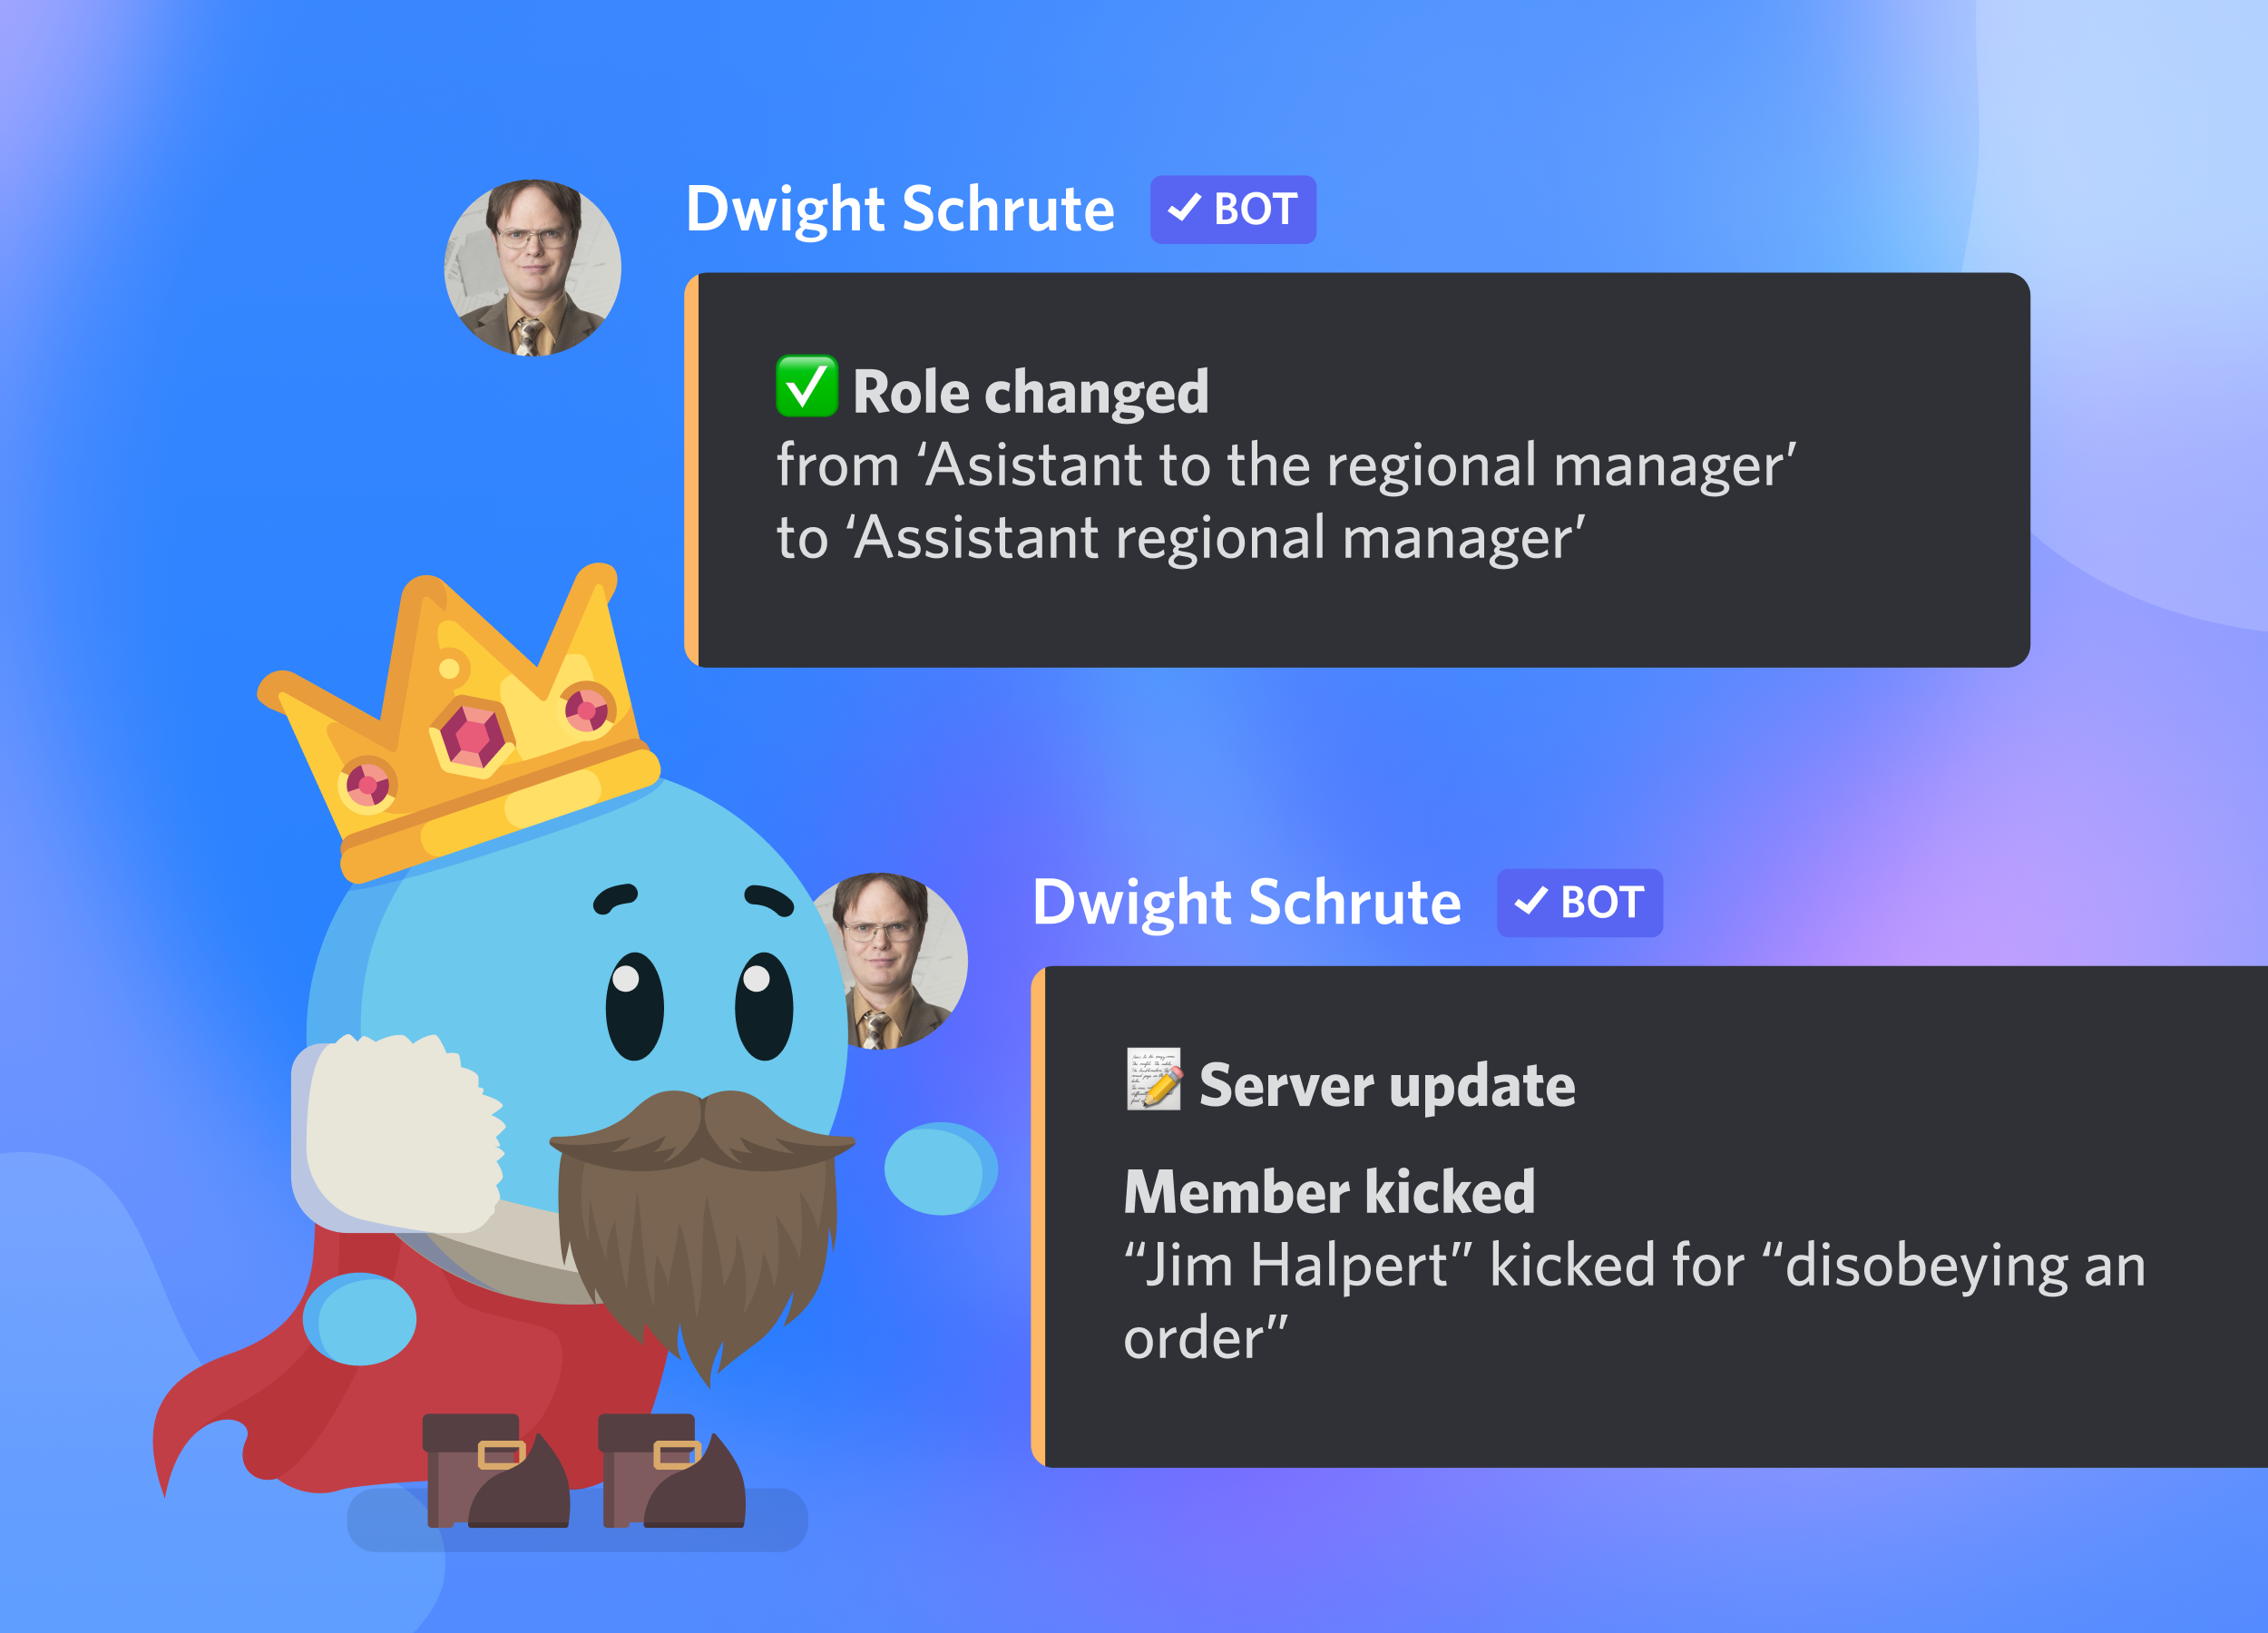 Dwight Schrute ✓ BOT
✅ Role changed
from ‘Asistant to the regional manager’
to ‘Assistant regional manager’
Dwight Schrute ✓ BOT
📝 Server update
Member kicked
“Jim Halpert” kicked for “disobeying an
order”